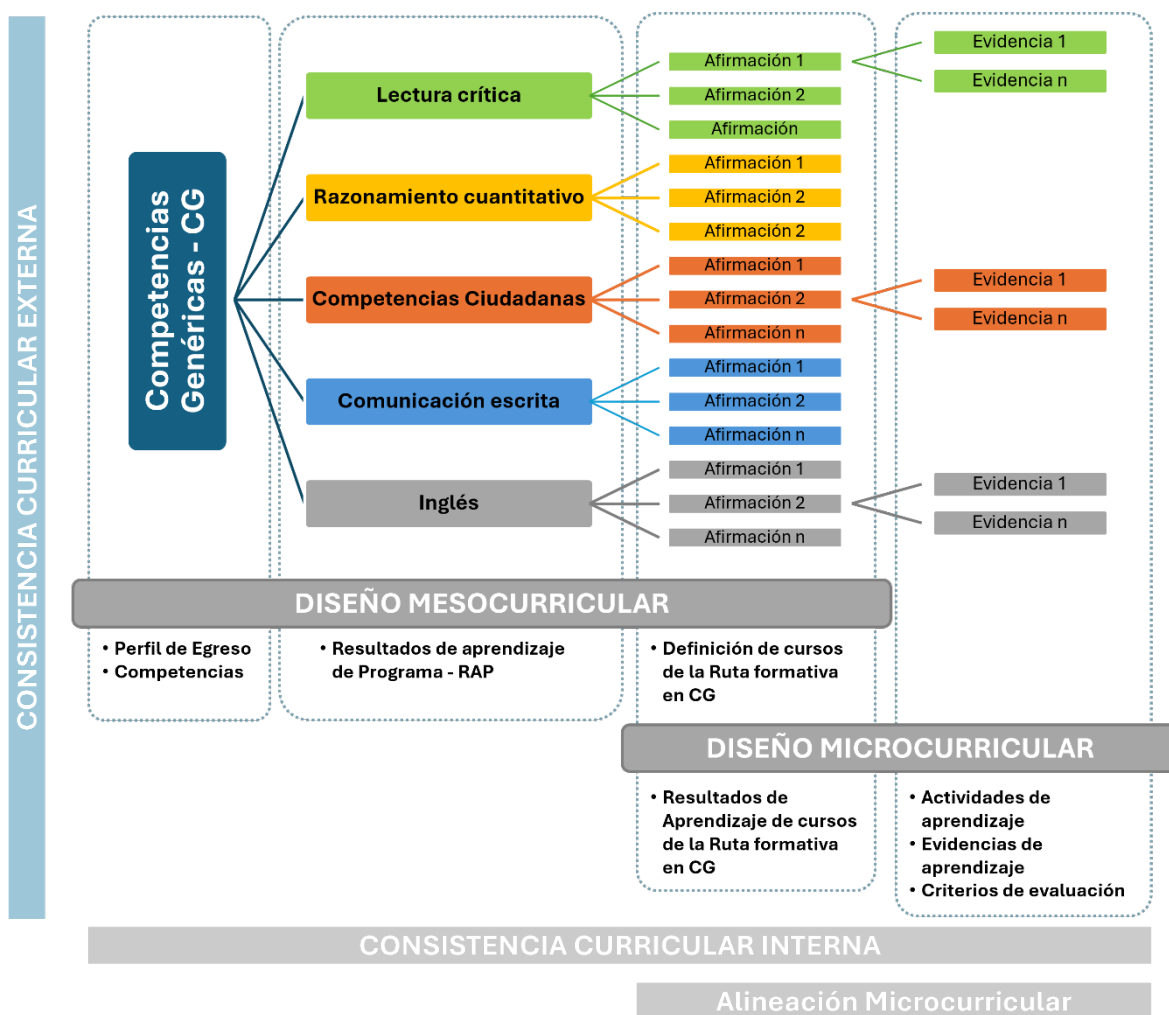 CONSISTENCIA CURRICULAR EXTERNA
Competencias
Genéricas - CG
Lectura crítica
Afirmación 1
Afirmación 2
Afirmación
Evidencia 1
Evidencia n
Razonamiento cuantitativo
Afirmación 1
Afirmación 2
Afirmación 2
Competencias Ciudadanas
Afirmación 1
Afirmación 2
Afirmación n
Evidencia 1
Evidencia n
Comunicación escrita
Afirmación 1
Afirmación 2
Afirmación n
Inglés
Afirmación 1
Afirmación 2
Afirmación n
Evidencia 1
Evidencia n
DISEÑO MESOCURRICULAR
• Perfil de Egreso
• Competencias
• Resultados de aprendizaje
de Programa - RAP
• Definición de cursos
de la Ruta formativa
en CG
DISEÑO MICROCURRICULAR
• Resultados de
Aprendizaje de cursos
de la Ruta formativa
en CG
• Actividades de
aprendizaje
• Evidencias de
aprendizaje
• Criterios de evaluación
CONSISTENCIA CURRICULAR INTERNA
Alineación Microcurricular